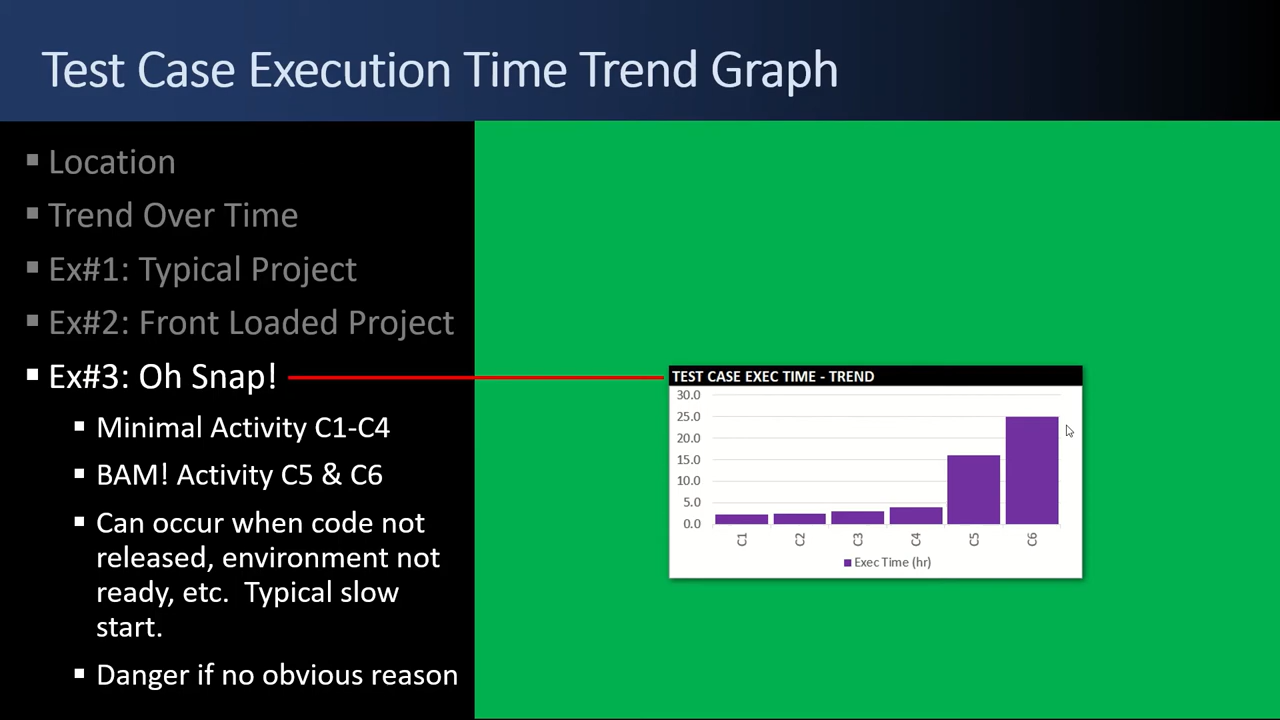 Test Case Execution Time Trend Graph
▪ Location
▪ Trend Over Time
▪ Ex#1: Typical Project
▪ Ex#2: Front Loaded Project
▪ Ex#3: Oh Snap!
▪ Minimal Activity C1-C4
▪ BAM! Activity C5 & C6
▪ Can occur when code not
released, environment not
ready, etc.  Typical slow
start.
▪ Danger if no obvious reason
TEST CASE EXEC TIME - TREND
30.0
25.0
20.0
15.0
10.0
5.0
0.0
C1 C2 C3 C4 C5 C6
Exec Time (hr)